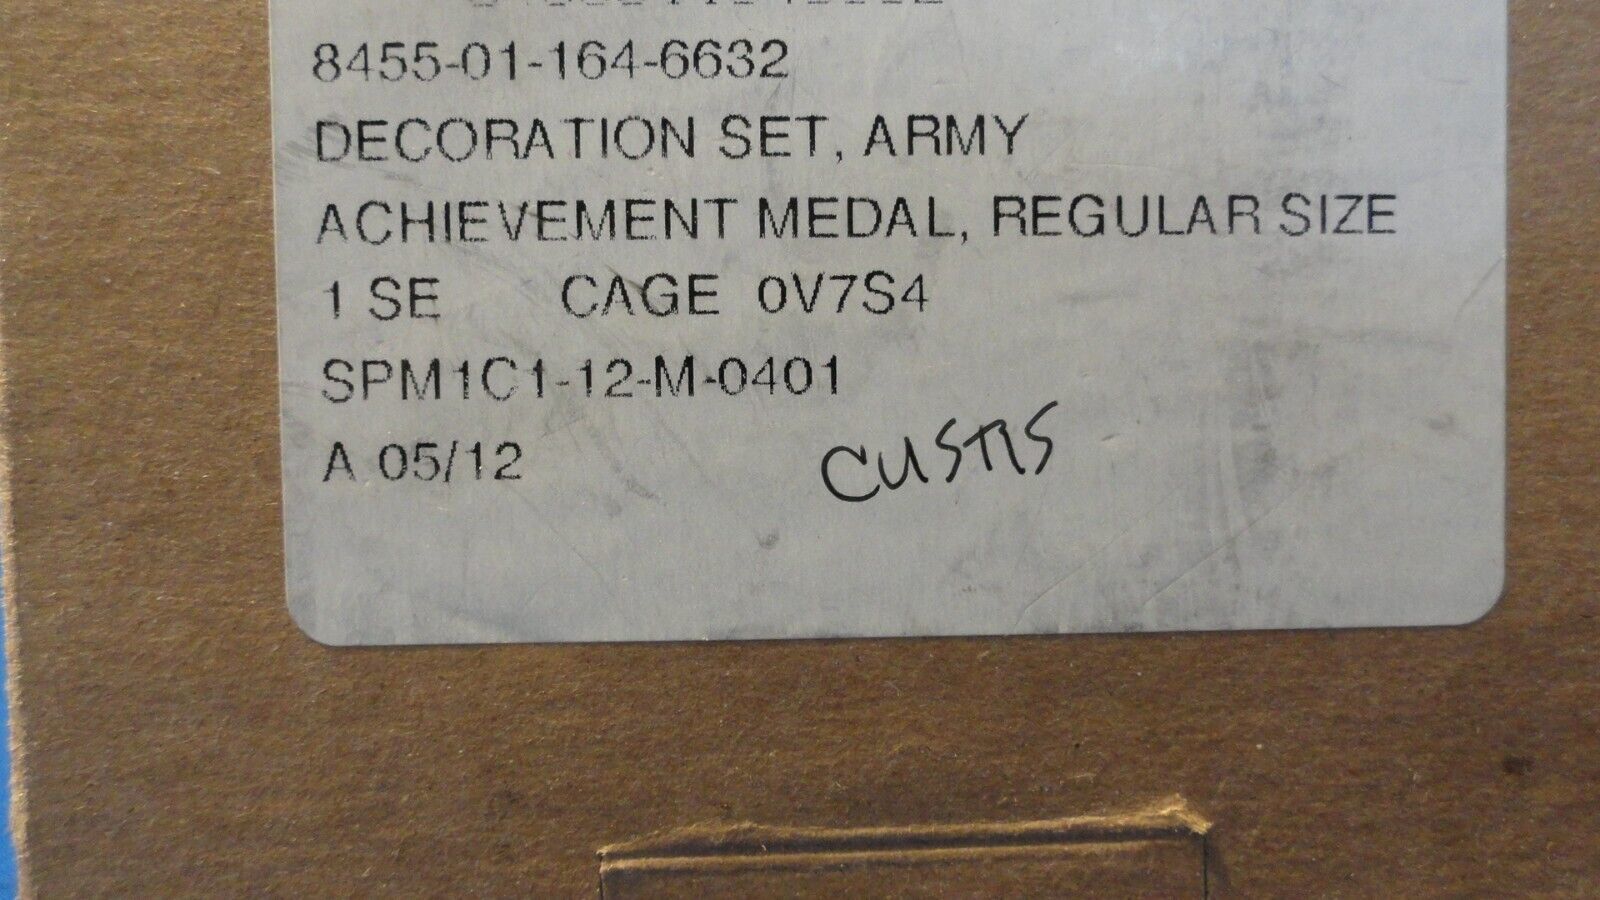 8455-01-164-6632
DECORATION SET, ARMY
ACHIEVEMENT MEDAL, REGULAR SIZE
1 SE CAGE 0V7S4
SPM1C1-12-M-0401
A 05/12
CUSTIS